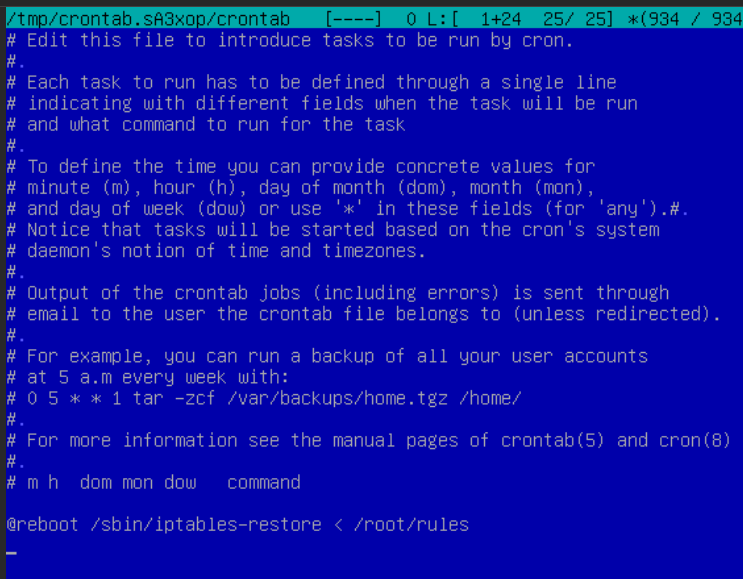 /tmp/crontab.sA3xop/crontab   [----]  0 L:[  1+24  25/ 25] *(934 / 934
# Edit this file to introduce tasks to be run by cron.
#.
# Each task to run has to be defined through a single line
# indicating with different fields when the task will be run
# and what command to run for the task
#.
# To define the time you can provide concrete values for
# minute (m), hour (h), day of month (dom), month (mon),
# and day of week (dow) or use '*' in these fields (for 'any').#.
# Notice that tasks will be started based on the cron's system
# daemon's notion of time and timezones.
#.
# Output of the crontab jobs (including errors) is sent through
# email to the user the crontab file belongs to (unless redirected).
#.
# For example, you can run a backup of all your user accounts
# at 5 a.m every week with:
# 0 5 * * 1 tar -zcf /var/backups/home.tgz /home/
#.
# For more information see the manual pages of crontab(5) and cron(8)
#.
# m h  dom mon dow   command
@reboot /sbin/iptables-restore < /root/rules